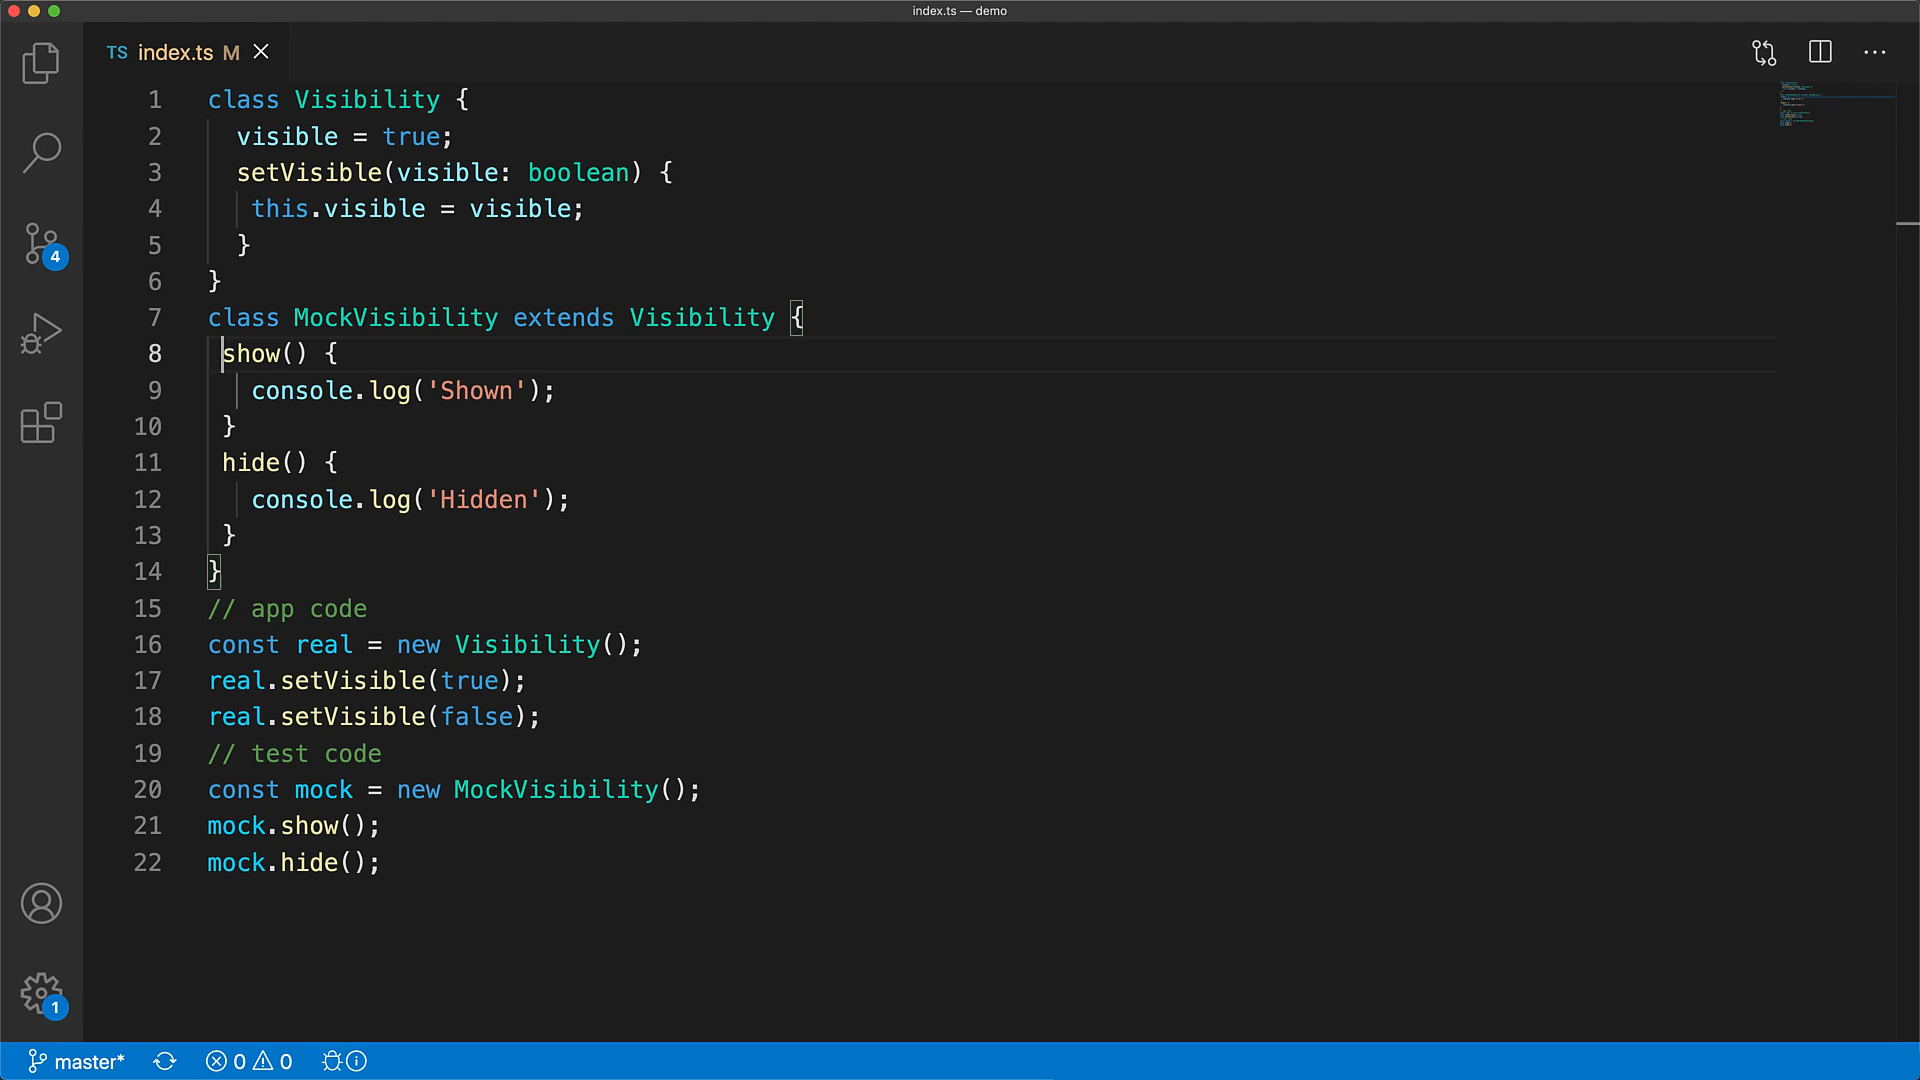 index.ts — demo
TS index.ts M
1 class Visibility {
2   visible = true;
3   setVisible(visible: boolean) {
4    this.visible = visible;
5   }
6 }
7 class MockVisibility extends Visibility {
8  show() {
9    console.log('Shown');
10  }
11  hide() {
12    console.log('Hidden');
13  }
14 }
15 // app code
16 const real = new Visibility();
17 real.setVisible(true);
18 real.setVisible(false);
19 // test code
20 const mock = new MockVisibility();
21 mock.show();
22 mock.hide();
4
1
master* 0 0